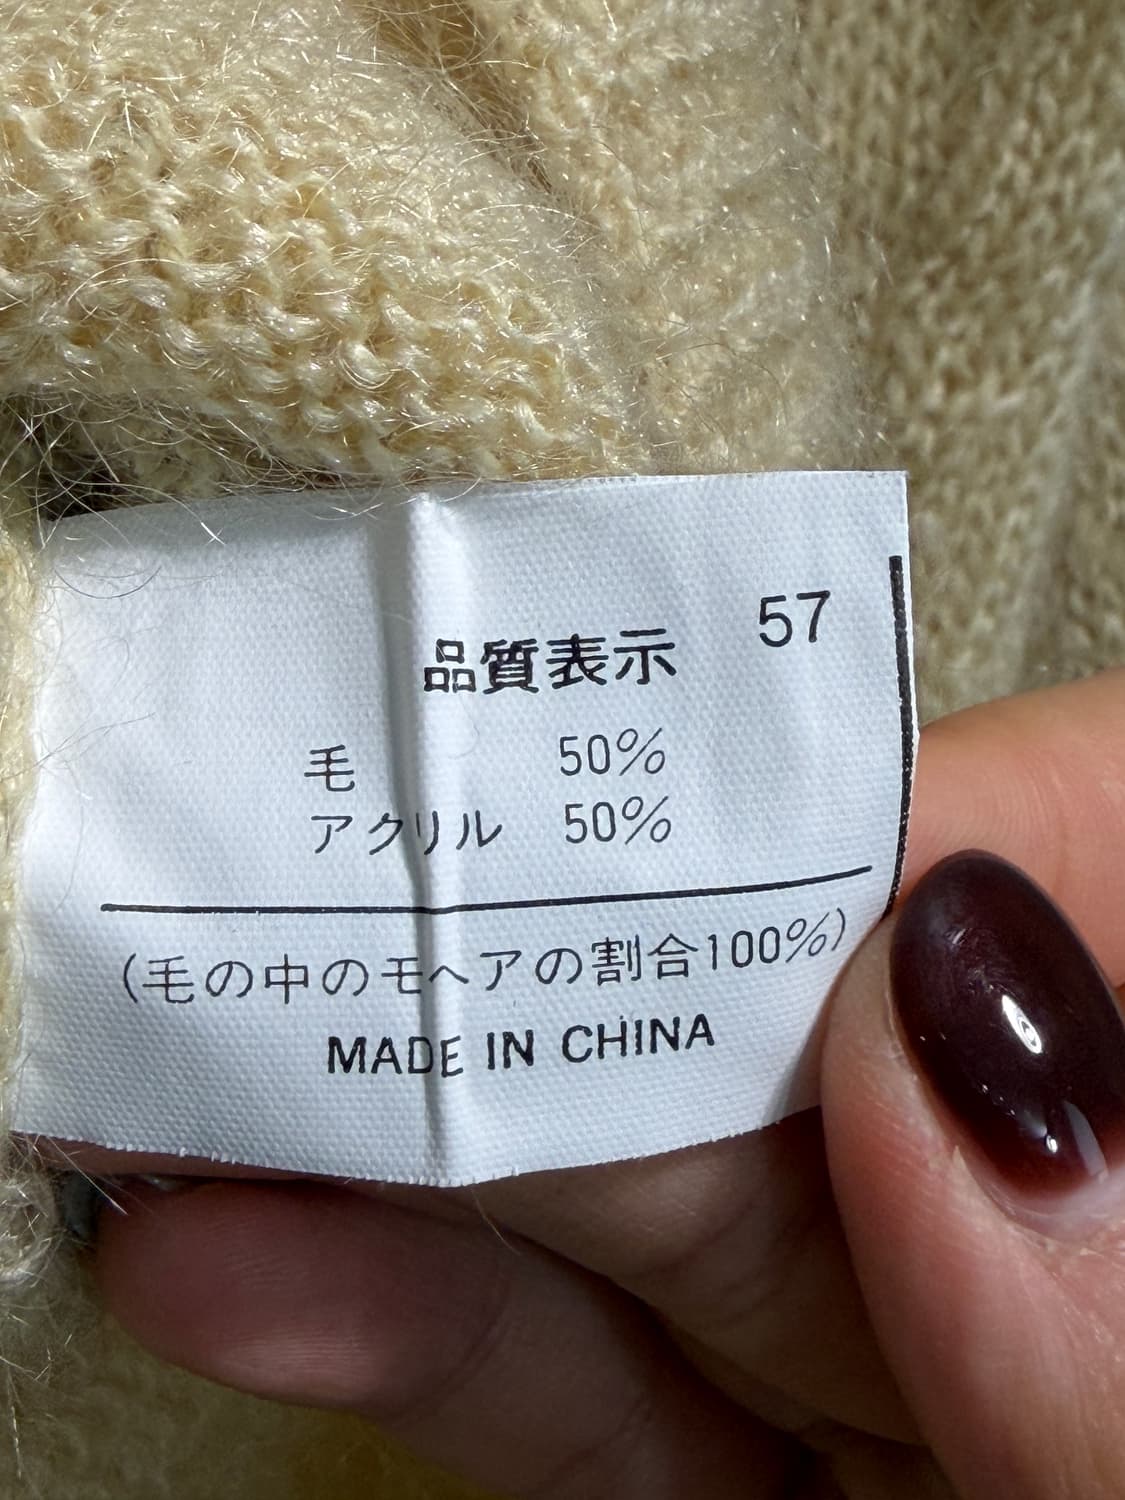 57
品質表示
毛 50%
アクリル 50%
(毛の中のモヘアの割合100%)
MADE IN CHINA